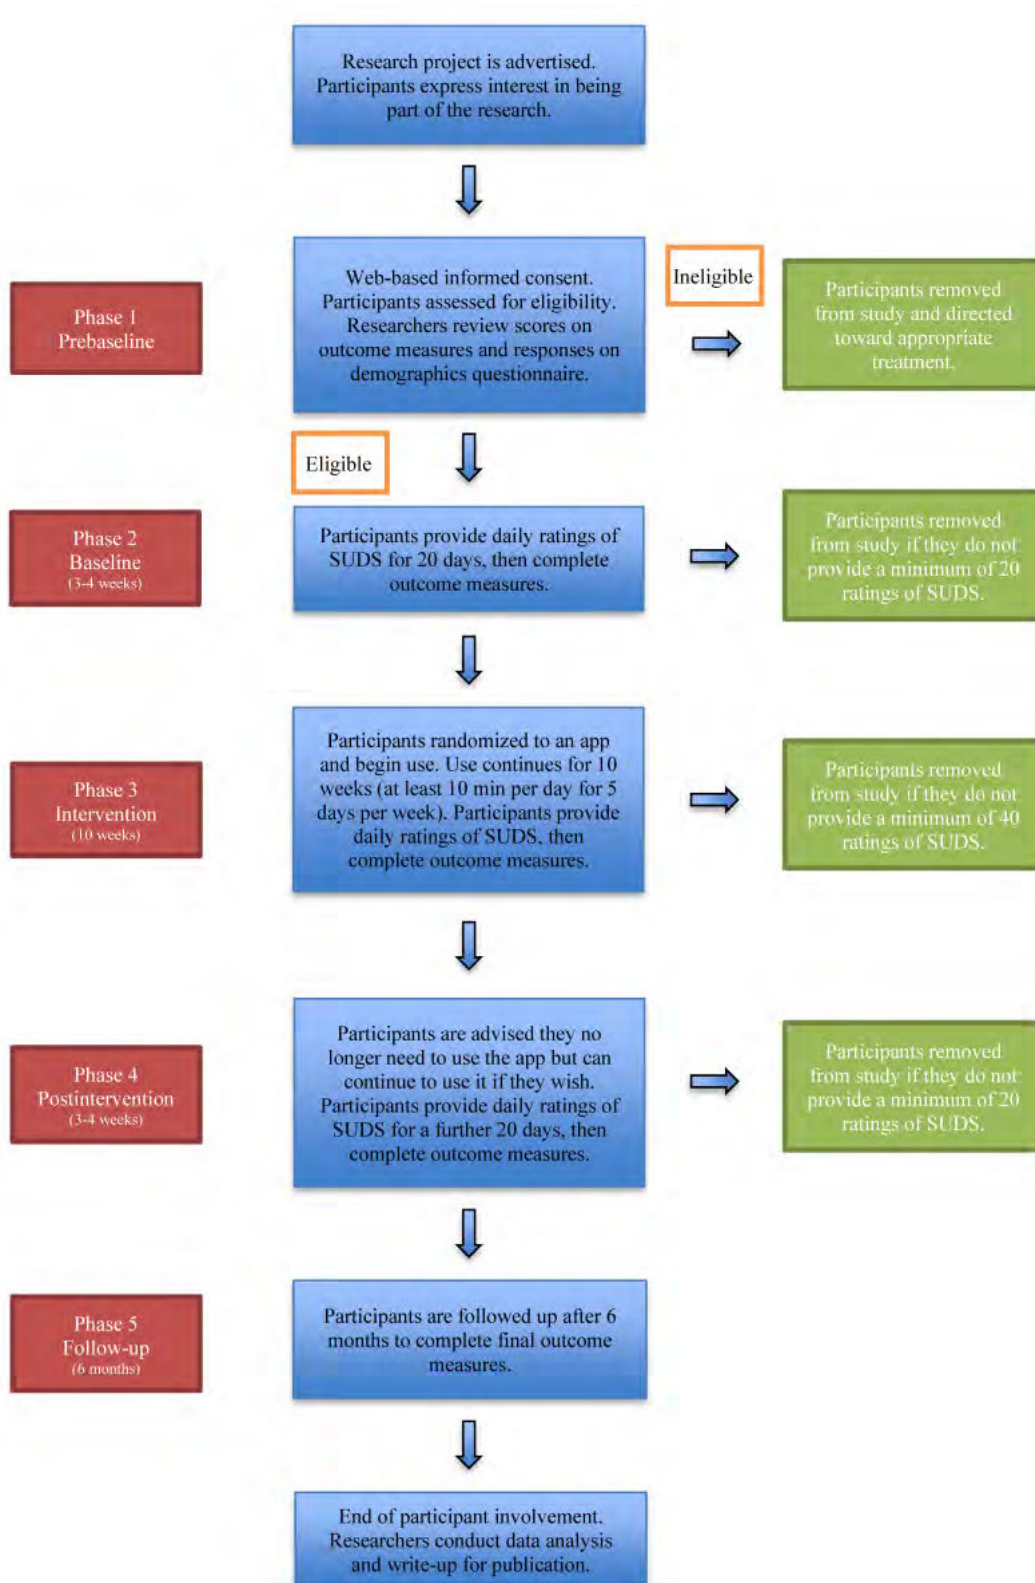 Research project is advertised.
Participants express interest in being
part of the research.
Phase 1
Prebaseline
Web-based informed consent.
Participants assessed for eligibility.
Researchers review scores on
outcome measures and responses on
demographics questionnaire.
Ineligible
Participants removed
from study and directed
toward appropriate
treatment.
Eligible
Phase 2
Baseline
(3-4 weeks)
Participants provide daily ratings of
SUDS for 20 days, then complete
outcome measures.
Participants removed
from study if they do not
provide a minimum of 20
ratings of SUDS.
Phase 3
Intervention
(10 weeks)
Participants randomized to an app
and begin use. Use continues for 10
weeks (at least 10 min per day for 5
days per week). Participants provide
daily ratings of SUDS, then
complete outcome measures.
Participants removed
from study if they do not
provide a minimum of 40
ratings of SUDS.
Phase 4
Postintervention
(3-4 weeks)
Participants are advised they no
longer need to use the app but can
continue to use it if they wish.
Participants provide daily ratings of
SUDS for a further 20 days, then
complete outcome measures.
Participants removed
from study if they do not
provide a minimum of 20
ratings of SUDS.
Phase 5
Follow-up
(6 months)
Participants are followed up after 6
months to complete final outcome
measures.
End of participant involvement.
Researchers conduct data analysis
and write-up for publication.